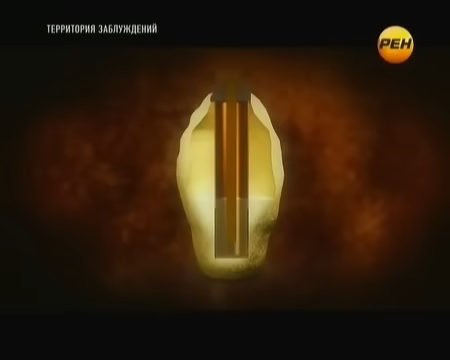 ТЕРРИТОРИЯ ЗАБЛУЖДЕНИЙ
РЕН